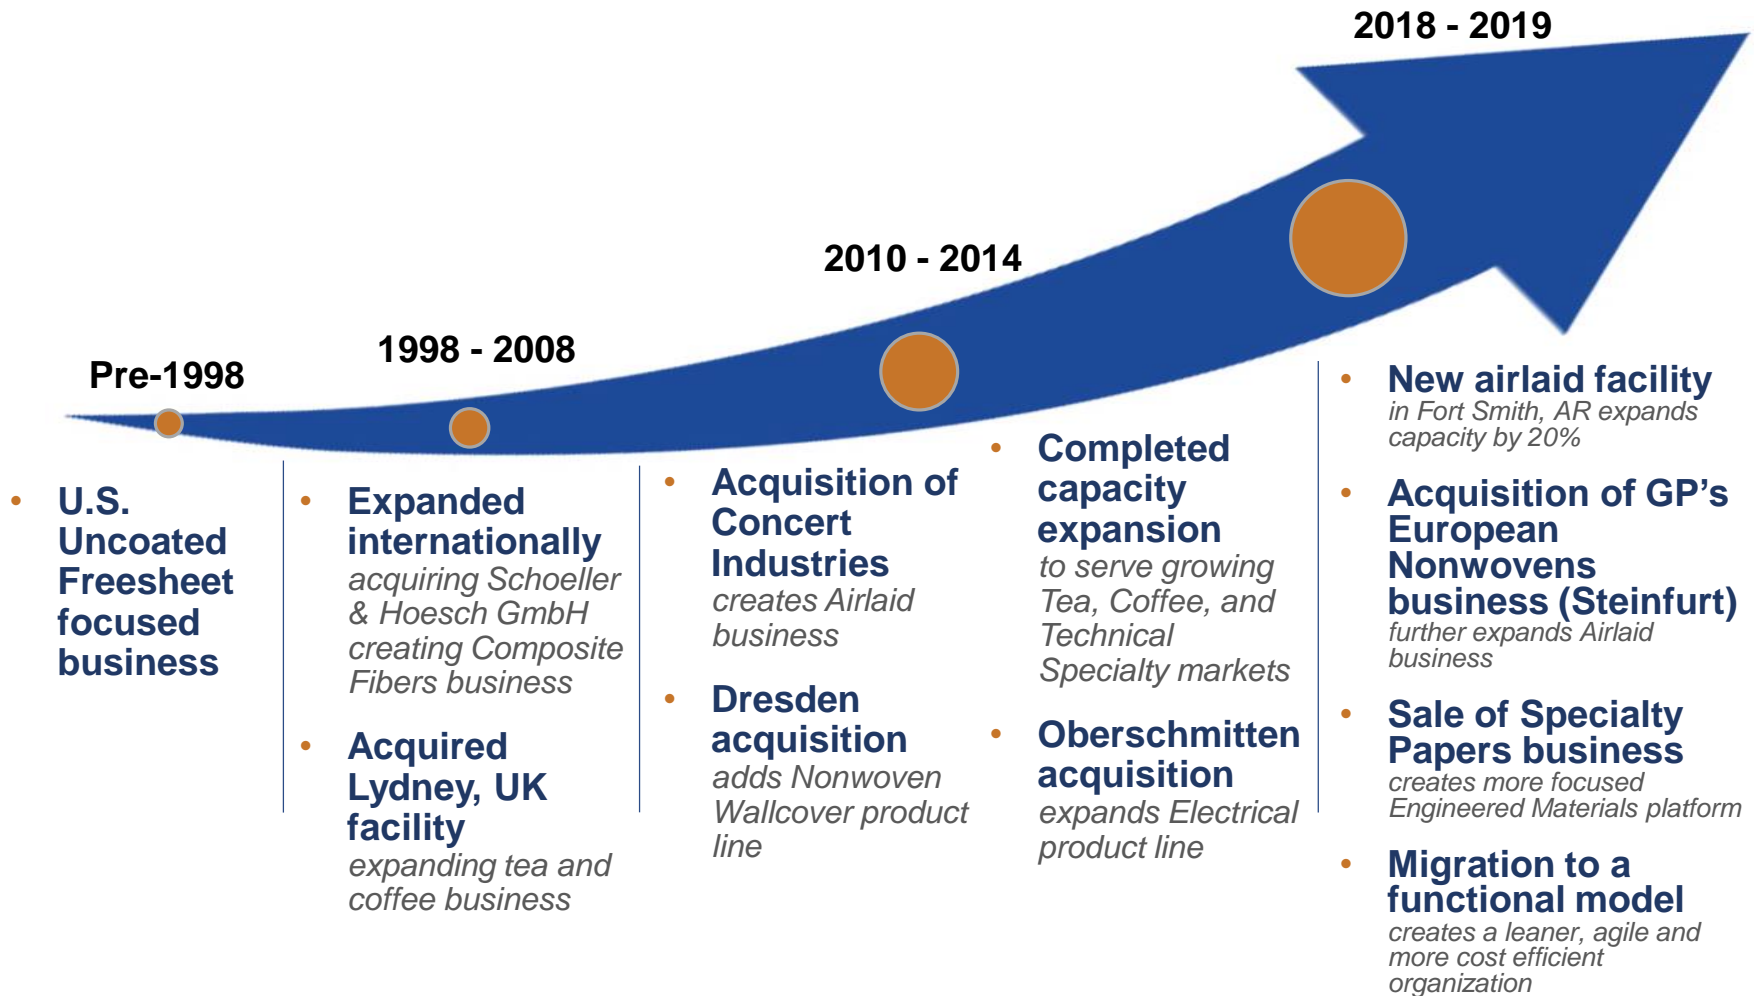 2018 - 2019
2010 - 2014
1998 - 2008
Pre-1998
• U.S.
Uncoated
Freesheet
focused
business
• Expanded
internationally
acquiring Schoeller
& Hoesch GmbH
creating Composite
Fibers business
• Acquired
Lydney, UK
facility
expanding tea and
coffee business
• Acquisition of
Concert
Industries
creates Airlaid
business
• Dresden
acquisition
adds Nonwoven
Wallcover product
line
• Completed
capacity
expansion
to serve growing
Tea, Coffee, and
Technical
Specialty markets
• Oberschmitten
acquisition
expands Electrical
product line
• New airlaid facility
in Fort Smith, AR expands
capacity by 20%
• Acquisition of GP’s
European
Nonwovens
business (Steinfurt)
further expands Airlaid
business
• Sale of Specialty
Papers business
creates more focused
Engineered Materials platform
• Migration to a
functional model
creates a leaner, agile and
more cost efficient
organization